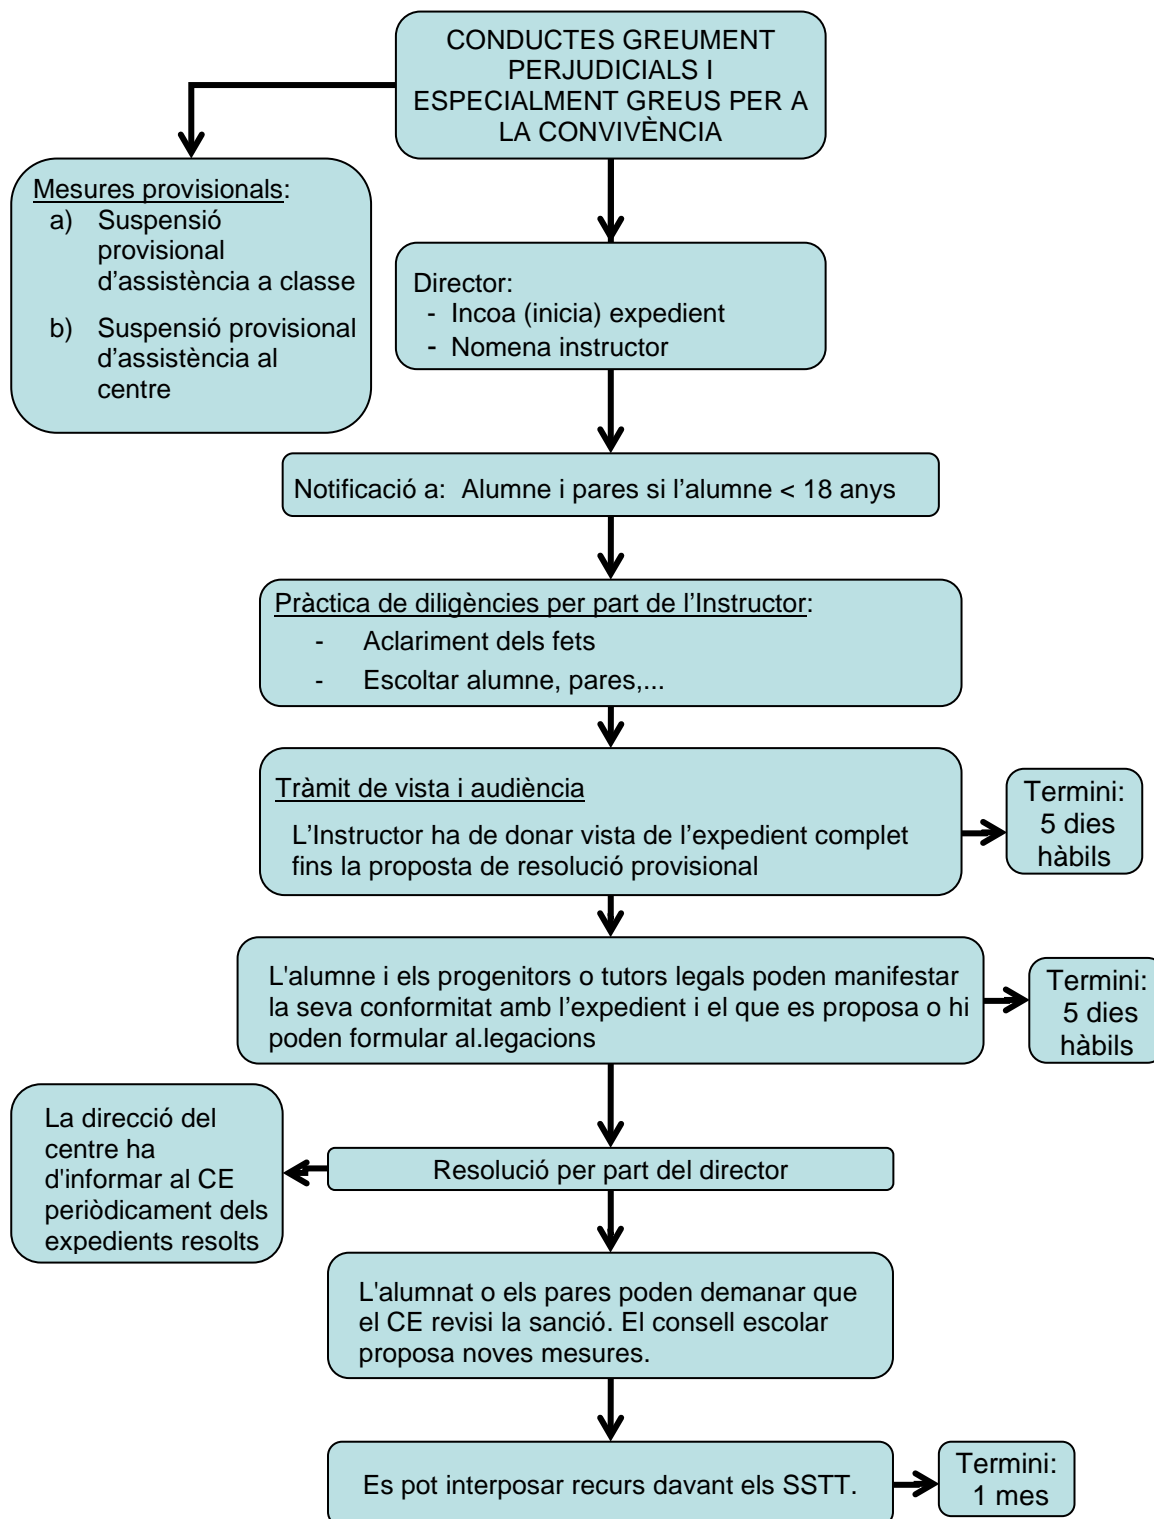 CONDUCTES GREUMENT
PERJUDICIALS I
ESPECIALMENT GREUS PER A
LA CONVIVÈNCIA
Mesures provisionals:
a) Suspensió
provisional
d’assistència a classe
b) Suspensió provisional
d’assistència al
centre
Director:
- Incoa (inicia) expedient
- Nomena instructor
Notificació a: Alumne i pares si l’alumne < 18 anys
Pràctica de diligències per part de l’Instructor:
- Aclariment dels fets
- Escoltar alumne, pares,...
Tràmit de vista i audiència
L’Instructor ha de donar vista de l’expedient complet
fins la proposta de resolució provisional
Termini:
5 dies
hàbils
L'alumne i els progenitors o tutors legals poden manifestar
la seva conformitat amb l’expedient i el que es proposa o hi
poden formular al.legacions
Termini:
5 dies
hàbils
La direcció del
centre ha
d'informar al CE
periòdicament dels
expedients resolts
Resolució per part del director
L'alumnat o els pares poden demanar que
el CE revisi la sanció. El consell escolar
proposa noves mesures.
Es pot interposar recurs davant els SSTT.
Termini:
1 mes